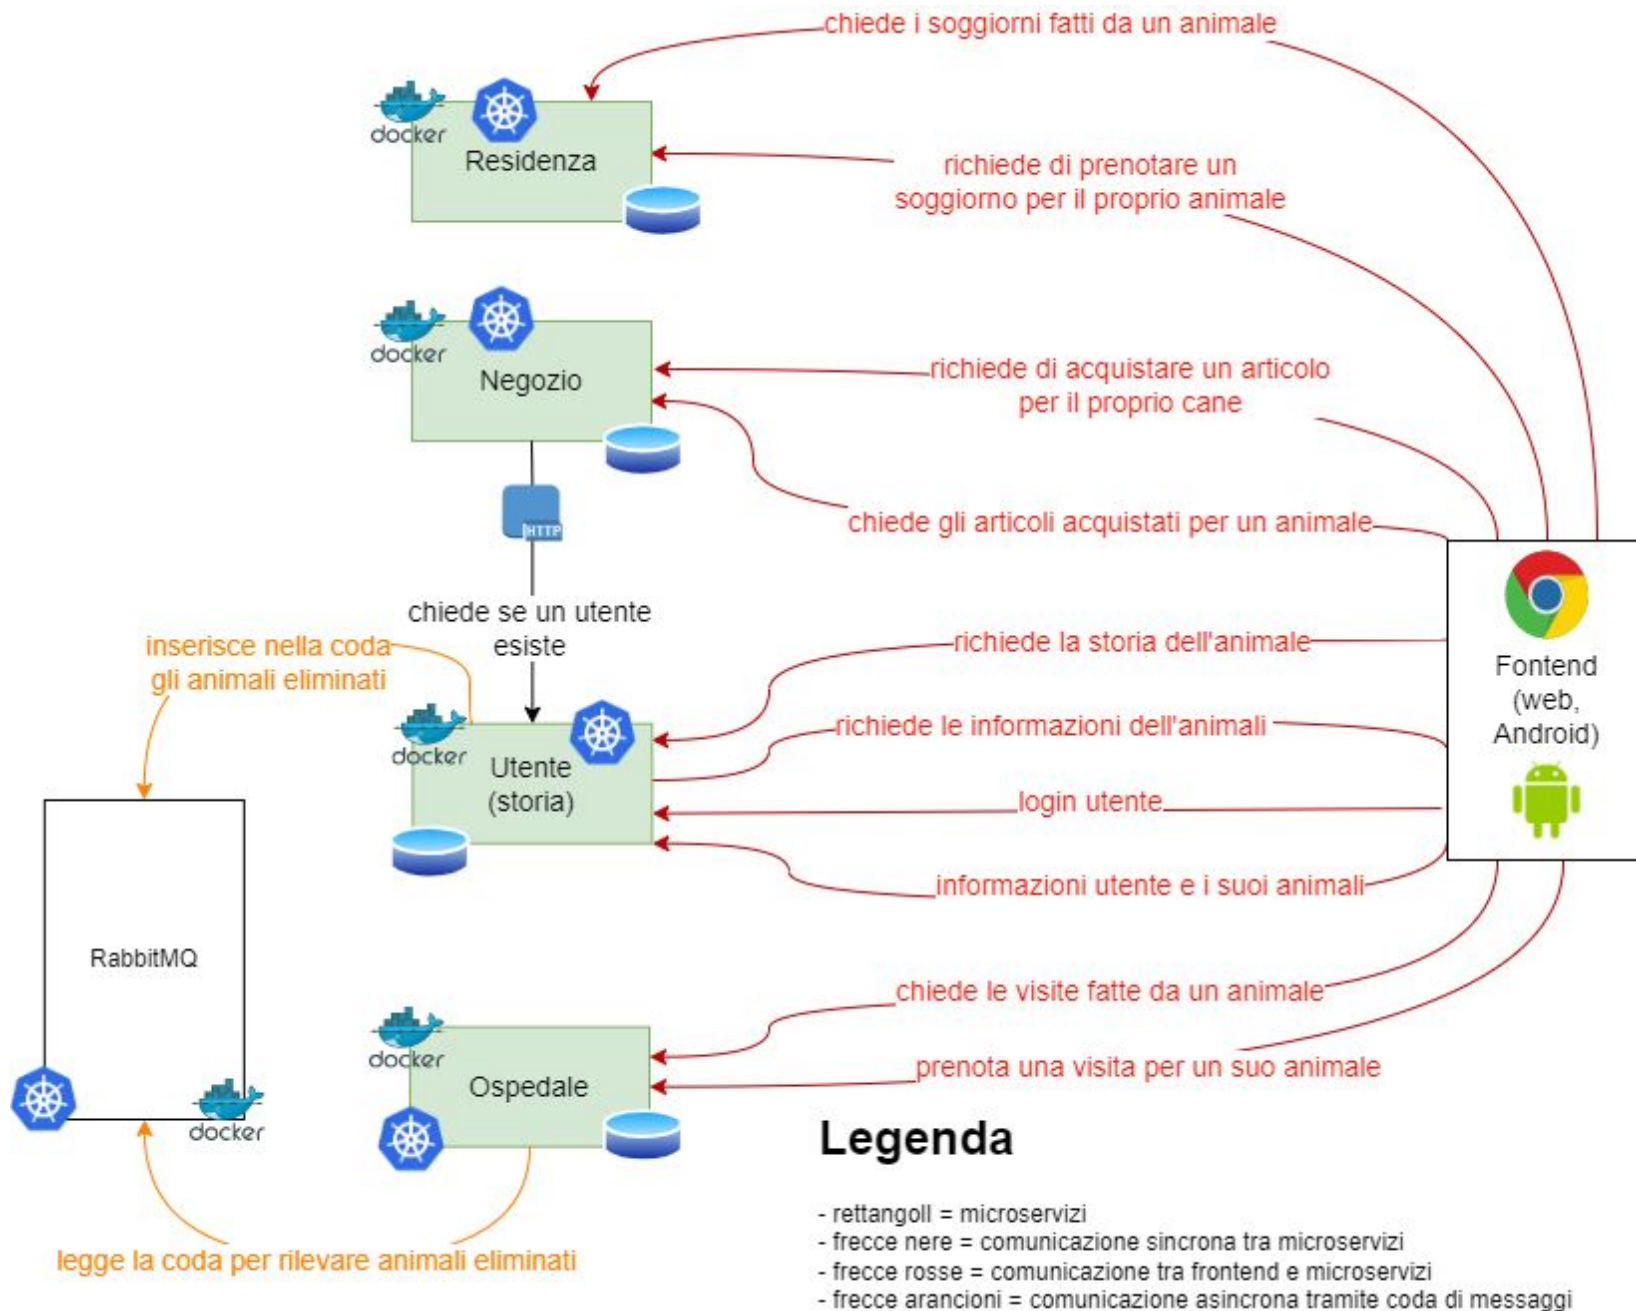 chiede i soggiorni fatti da un animale
docker
Residenza
richiede di prenotare un
soggiorno per il proprio animale
docker
Negozio
richiede di acquistare un articolo
per il proprio cane
HTTP
chiede gli articoli acquistati per un animale
chiede se un utente
esiste
inserisce nella coda
gli animali eliminati
richiede la storia dell'animale
Fontend
(web,
Android)
docker
Utente
(storia)
richiede le informazioni dell'animali
login utente
informazioni utente e i suoi animali
RabbitMQ
docker
chiede le visite fatte da un animale
docker
Ospedale
prenota una visita per un suo animale
legge la coda per rilevare animali eliminati
Legenda
- rettangoll = microservizi
- frecce nere = comunicazione sincrona tra microservizi
- frecce rosse = comunicazione tra frontend e microservizi
- frecce arancioni = comunicazione asincrona tramite coda di messaggi